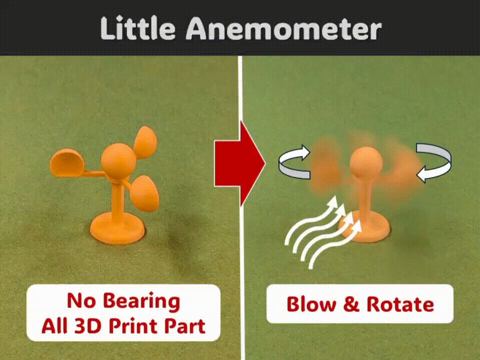 Little Anemometer
No Bearing
All 3D Print Part
Blow & Rotate